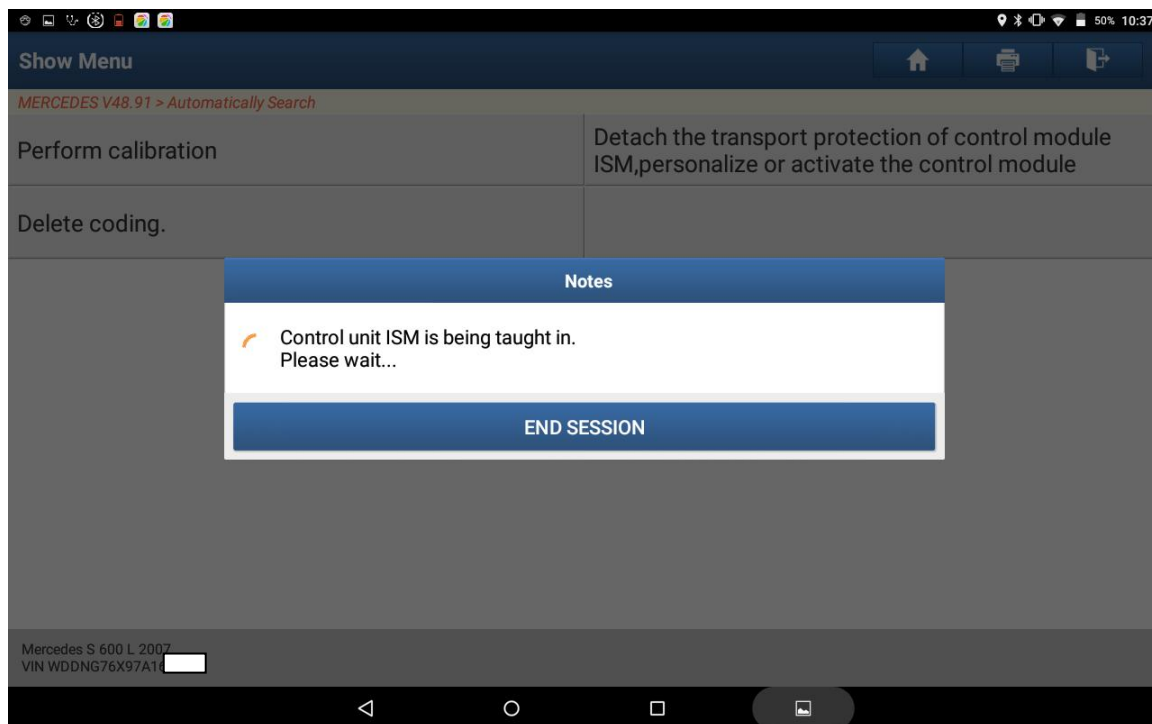 50% 10:37
Show Menu
MERCEDES V48.91 > Automatically Search
Perform calibration
Detach the transport protection of control module
ISM,personalize or activate the control module
Delete coding.
Notes
Control unit ISM is being taught in.
Please wait...
END SESSION
Mercedes S 600 L 2007
VIN WDDNG76X97A16